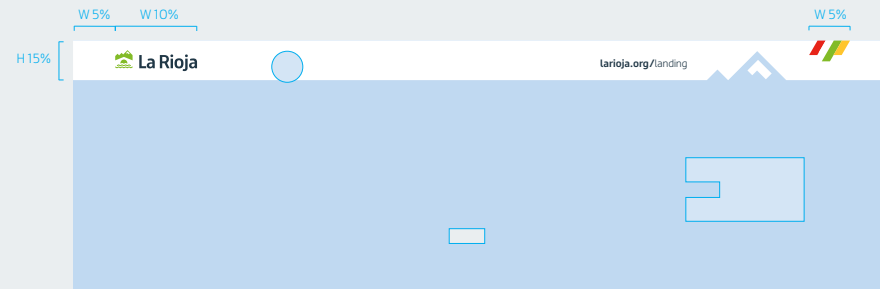 W 5%
W 10%
W 5%
H 15%
La Rioja
larioja.org/landing